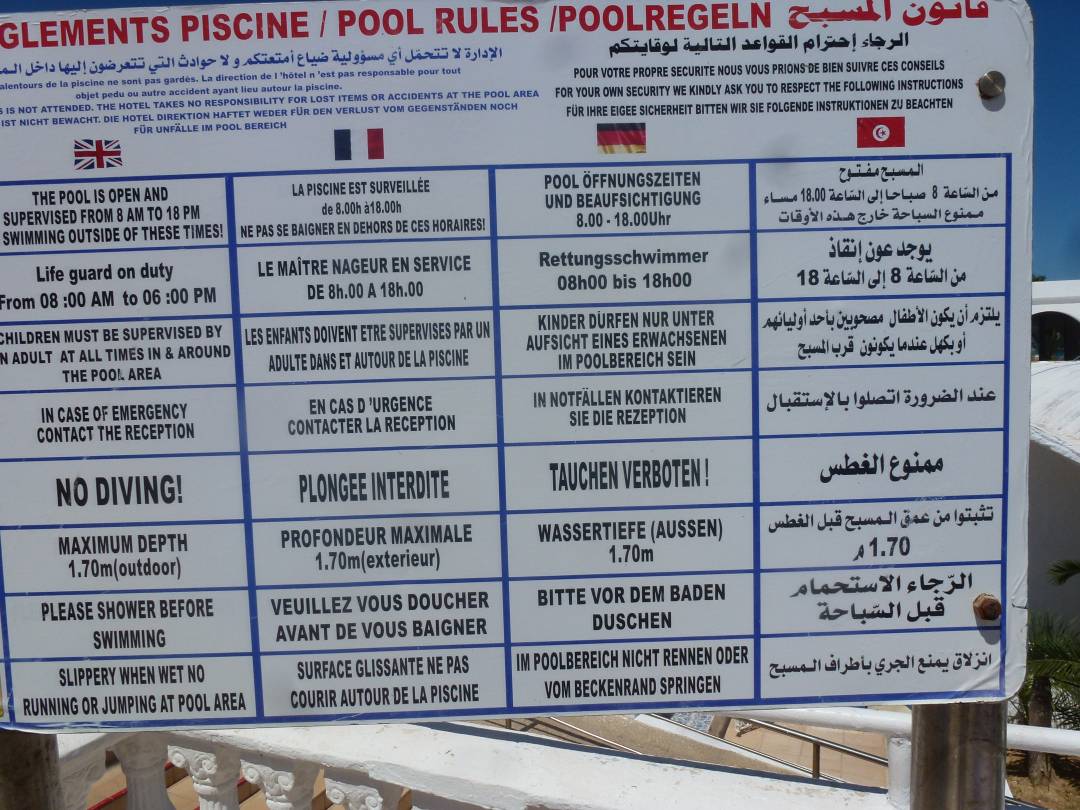 GLEMENTS PISCINE / POOL RULES /POOLREGELN قانون المسبح
الإدارة لا تتحمّل أي مسؤولية ضياع أمتعتكم و لا حوادث التي تتعرضون إليها داخل
alentours de la piscine ne sont pas gardés. La direction de l 'hôtel n 'est pas responsable pour tout
objet pedu ou autre accident ayant lieu autour la piscine.
IS NOT ATTENDED. THE HOTEL TAKES NO RESPONSIBILITY FOR LOST ITEMS OR ACCIDENTS AT THE POOL AREA
IST NICHT BEWACHT. DIE HOTEL DIREKTION HAFTET WEDER FÜR DEN VERLUST VOM GEGENSTÄNDEN NOCH
FÜR UNFÄLLE IM POOL BEREICH
الرجاء إحترام القواعد التالية لوقايتكم
POUR VOTRE PROPRE SECURITE NOUS VOUS PRIONS DE BIEN SUIVRE CES CONSEILS
FOR YOUR OWN SECURITY WE KINDLY ASK YOU TO RESPECT THE FOLLOWING INSTRUCTIONS
FÜR IHRE EIGEE SICHERHEIT BITTEN WIR SIE FOLGENDE INSTRUKTIONEN ZU BEACHTEN
THE POOL IS OPEN AND
SUPERVISED FROM 8 AM TO 18 PM
SWIMMING OUTSIDE OF THESE TIMES!
LA PISCINE EST SURVEILLÉE
de 8.00h à18.00h
NE PAS SE BAIGNER EN DEHORS DE CES HORAIRES!
POOL ÖFFNUNGSZEITEN
UND BEAUFSICHTIGUNG
8.00 - 18.00Uhr
المسبح مفتوح
من السّاعة 8 صباحا إلى السّاعة 18.00 مساء
ممنوع السباحة خارج هذه الأوقات
Life guard on duty
From 08 :00 AM to 06 :00 PM
LE MAÎTRE NAGEUR EN SERVICE
DE 8h.00 A 18h.00
Rettungsschwimmer
08h00 bis 18h00
يوجد عون إنقاذ
من السّاعة 8 إلى السّاعة 18
CHILDREN MUST BE SUPERVISED BY
N ADULT AT ALL TIMES IN & AROUND
THE POOL AREA
LES ENFANTS DOIVENT ETRE SUPERVISES PAR UN
ADULTE DANS ET AUTOUR DE LA PISCINE
KINDER DÜRFEN NUR UNTER
AUFSICHT EINES ERWACHSENEN
IM POOLBEREICH SEIN
يلتزم أن يكون الأطفال مصحوبين بأحد أوليائهم
أو بكهل عندما يكونون قرب المسبح
IN CASE OF EMERGENCY
CONTACT THE RECEPTION
EN CAS D 'URGENCE
CONTACTER LA RECEPTION
IN NOTFÄLLEN KONTAKTIEREN
SIE DIE REZEPTION
عند الضرورة اتصلوا بالإستقبال
NO DIVING!
PLONGEE INTERDITE
TAUCHEN VERBOTEN !
ممنوع الغطس
MAXIMUM DEPTH
1.70m(outdoor)
PROFONDEUR MAXIMALE
1.70m(exterieur)
WASSERTIEFE (AUSSEN)
1.70m
تثبتوا من عمق المسبح قبل الغطس
1.70 م
PLEASE SHOWER BEFORE
SWIMMING
VEUILLEZ VOUS DOUCHER
AVANT DE VOUS BAIGNER
BITTE VOR DEM BADEN
DUSCHEN
الرّجاء الاستحمام
قبل السّباحة
SLIPPERY WHEN WET NO
RUNNING OR JUMPING AT POOL AREA
SURFACE GLISSANTE NE PAS
COURIR AUTOUR DE LA PISCINE
IM POOLBEREICH NICHT RENNEN ODER
VOM BECKENRAND SPRINGEN
انزلاق يمنع الجري بأطراف المسبح